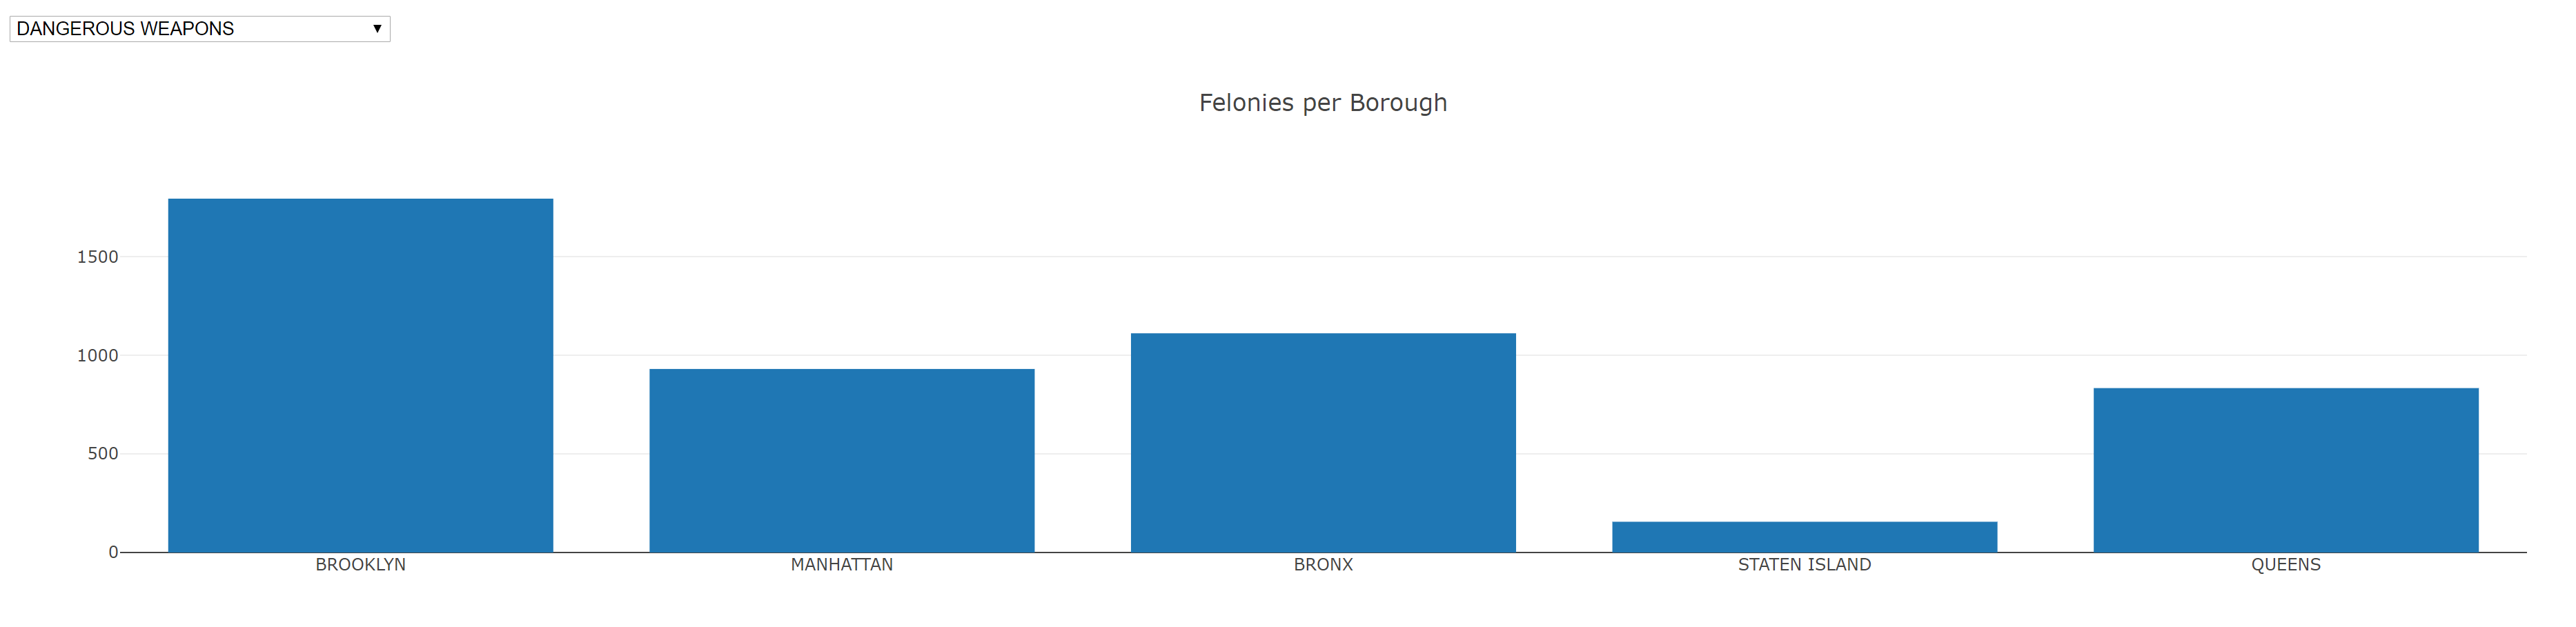 DANGEROUS WEAPONS
Felonies per Borough
1500
1000
500
0
BROOKLYN MANHATTAN BRONX STATEN ISLAND QUEENS